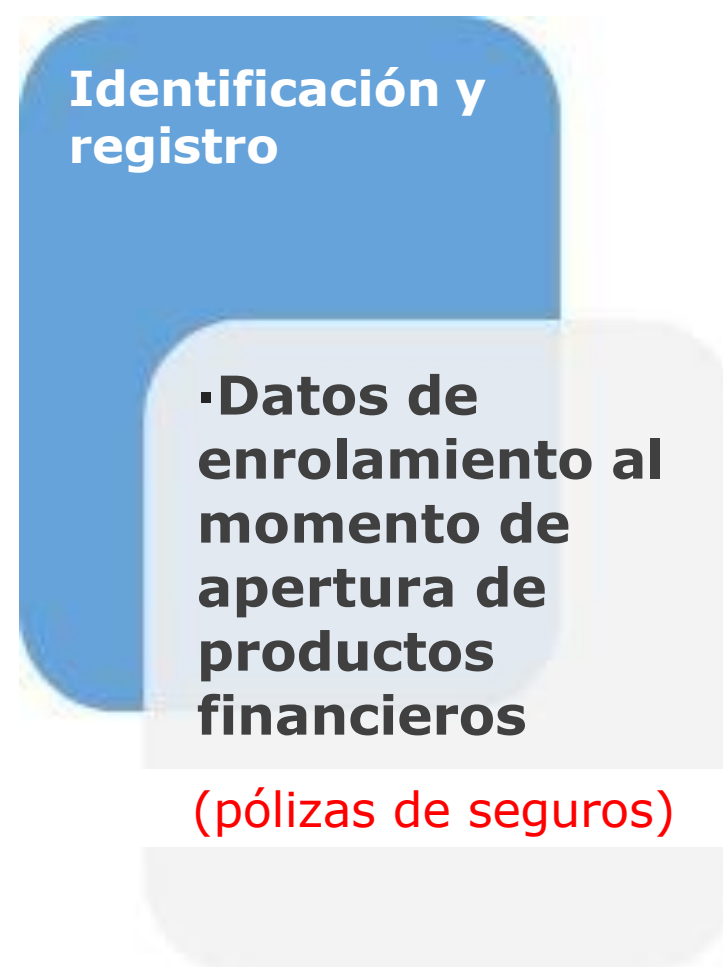 Identificación y
registro
▪Datos de
enrolamiento al
momento de
apertura de
productos
financieros
(pólizas de seguros)